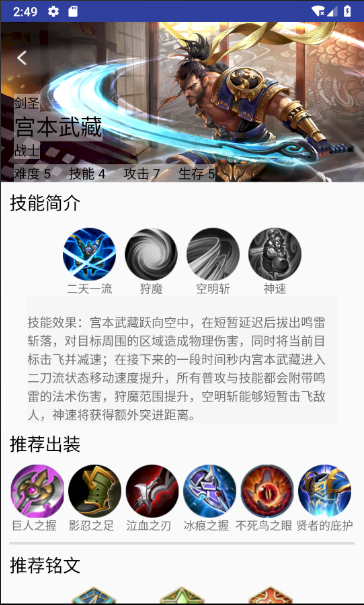 2:49
剑圣
宫本武藏
战士
难度 5 技能 4 攻击 7 生存 5
技能简介
二天一流 狩魔 空明斩 神速
技能效果：宫本武藏跃向空中，在短暂延迟后拔出鸣雷
斩落，对目标周围的区域造成物理伤害，同时将当前目
标击飞并减速；在接下来的一段时间秒内宫本武藏进入
二刀流状态移动速度提升，所有普攻与技能都会附带鸣
雷的法术伤害，狩魔范围提升，空明斩能够短暂击飞敌
人，神速将获得额外突进距离。
推荐出装
巨人之握 影忍之足 泣血之刃 冰痕之握 不死鸟之眼 贤者的庇护
推荐铭文